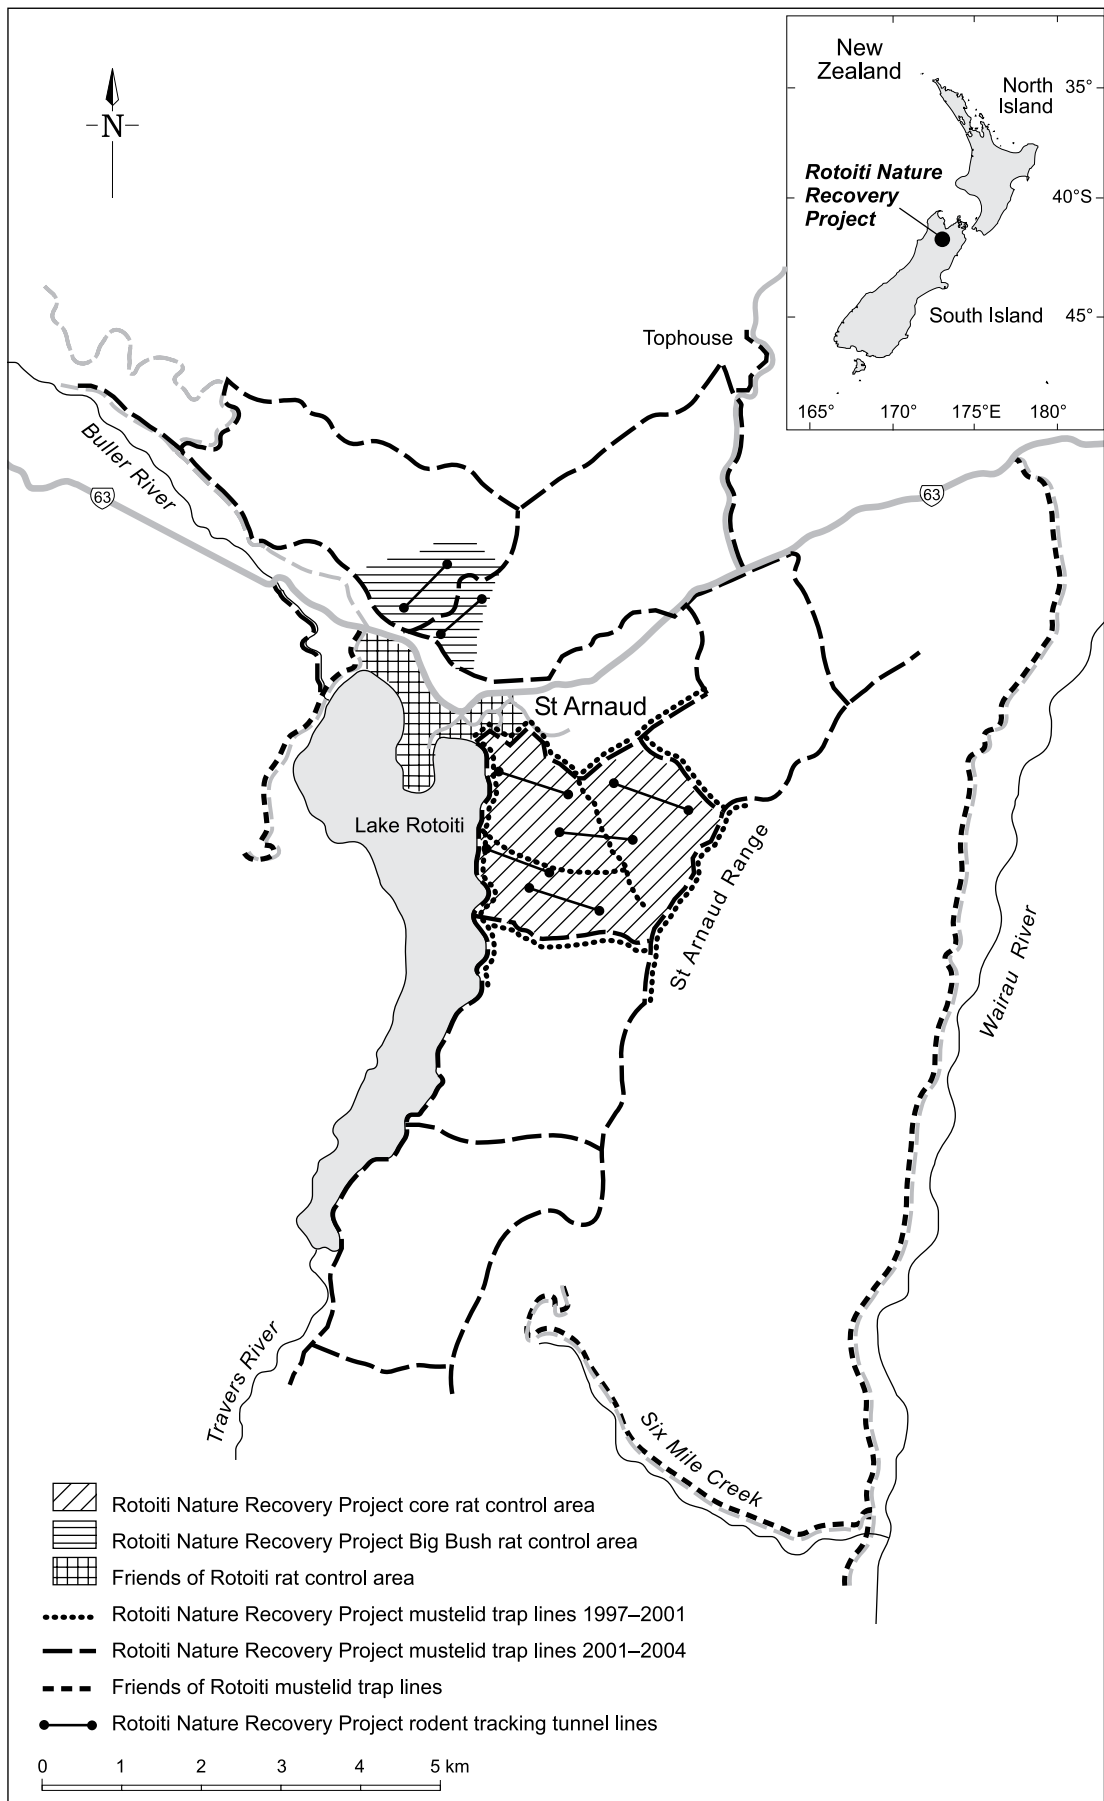 New
Zealand
North
Island
35°
Rotoiti Nature
Recovery
Project
40°S
South Island
45°
165°
170°
175°E
180°
N
Tophouse
Buller River
63
63
St Arnaud
Lake Rotoiti
St Arnaud Range
Wairau River
Travers River
Six Mile Creek
Rotoiti Nature Recovery Project core rat control area
Rotoiti Nature Recovery Project Big Bush rat control area
Friends of Rotoiti rat control area
Rotoiti Nature Recovery Project mustelid trap lines 1997–2001
Rotoiti Nature Recovery Project mustelid trap lines 2001–2004
Friends of Rotoiti mustelid trap lines
Rotoiti Nature Recovery Project rodent tracking tunnel lines
0 1 2 3 4 5 km